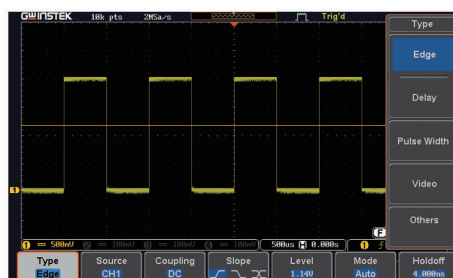 GWINSTEK 10k pts 2MSa/s Trig'd
Type
Edge
Delay
Pulse Width
Video
Others
1 500mV 2 100mV 3 100mV 4 100mV 500us H 0.000s 1
F
Type Source Coupling Slope Level Mode Holdoff
Edge CH1 DC 1.14V Auto 4.000ns